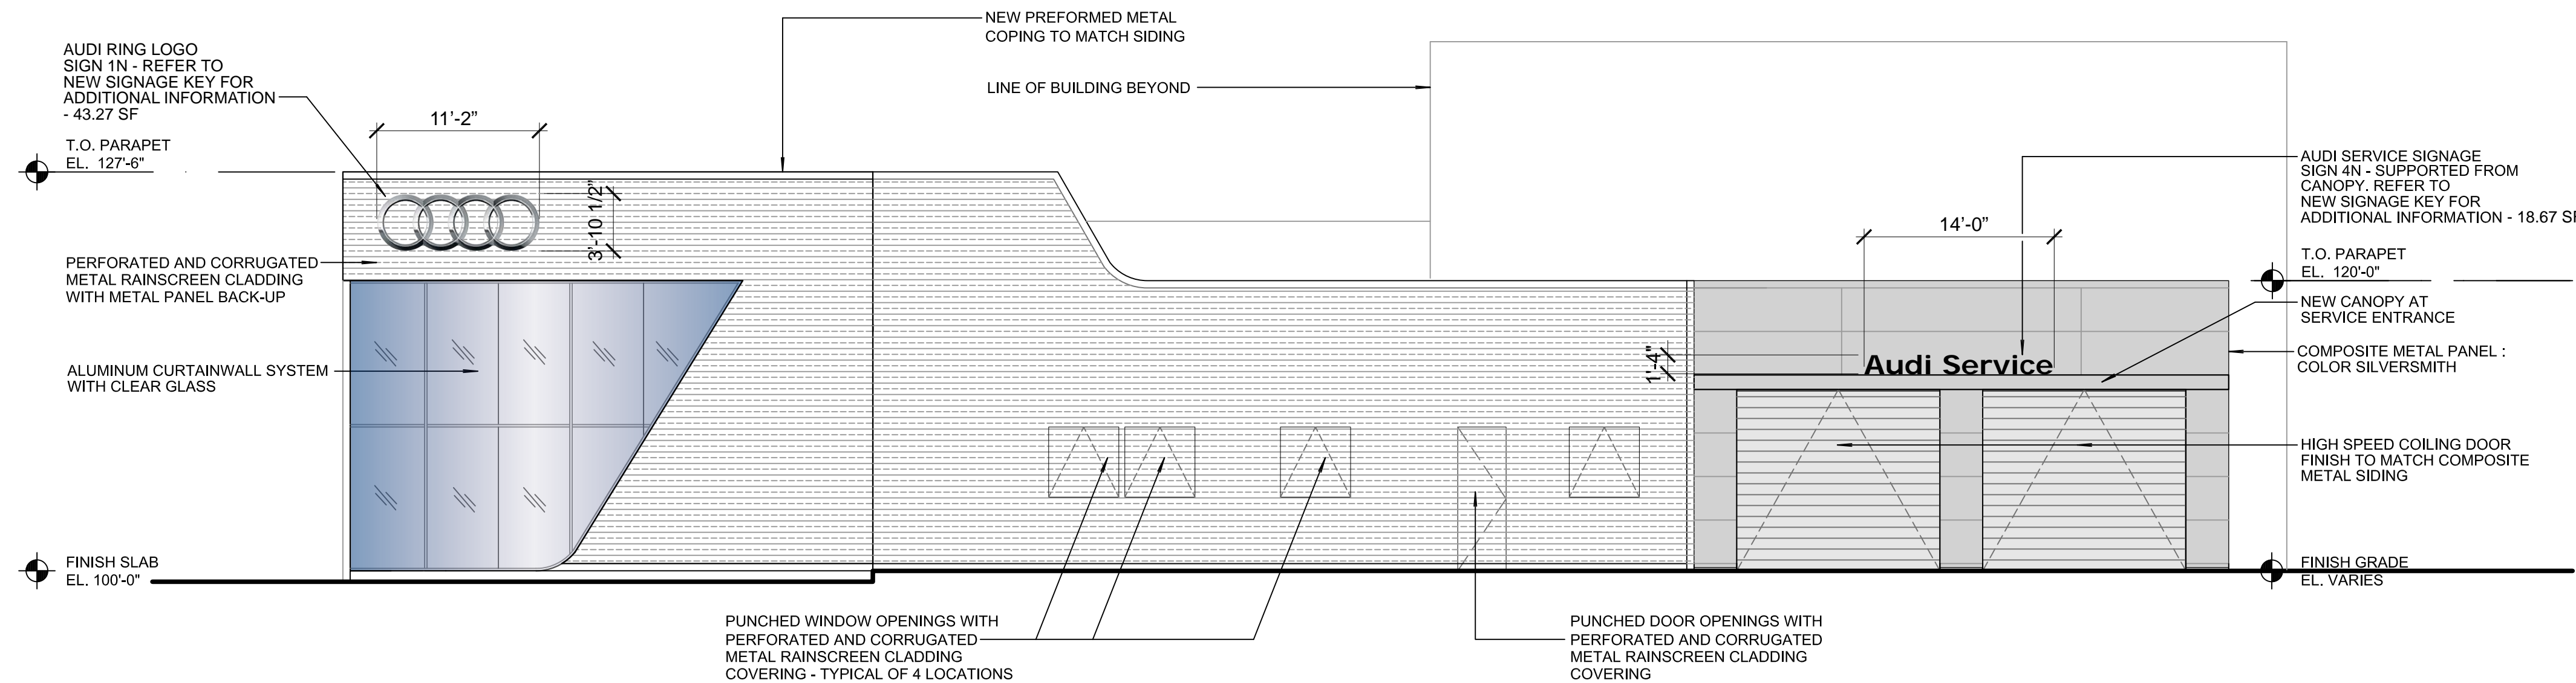 AUDI RING LOGO
SIGN 1N - REFER TO
NEW SIGNAGE KEY FOR
ADDITIONAL INFORMATION
- 43.27 SF
T.O. PARAPET
EL. 127'-6"
PERFORATED AND CORRUGATED
METAL RAINSCREEN CLADDING
WITH METAL PANEL BACK-UP
ALUMINUM CURTAINWALL SYSTEM
WITH CLEAR GLASS
FINISH SLAB
EL. 100'-0"
11’-2”
3’-10 1/2”
NEW PREFORMED METAL
COPING TO MATCH SIDING
LINE OF BUILDING BEYOND
PUNCHED WINDOW OPENINGS WITH
PERFORATED AND CORRUGATED
METAL RAINSCREEN CLADDING
COVERING - TYPICAL OF 4 LOCATIONS
PUNCHED DOOR OPENINGS WITH
PERFORATED AND CORRUGATED
METAL RAINSCREEN CLADDING
COVERING
14’-0”
1’-4"
Audi Service
AUDI SERVICE SIGNAGE
SIGN 4N - SUPPORTED FROM
CANOPY. REFER TO
NEW SIGNAGE KEY FOR
ADDITIONAL INFORMATION - 18.67 SF
T.O. PARAPET
EL. 120'-0"
NEW CANOPY AT
SERVICE ENTRANCE
COMPOSITE METAL PANEL :
COLOR SILVERSMITH
HIGH SPEED COILING DOOR
FINISH TO MATCH COMPOSITE
METAL SIDING
FINISH GRADE
EL. VARIES